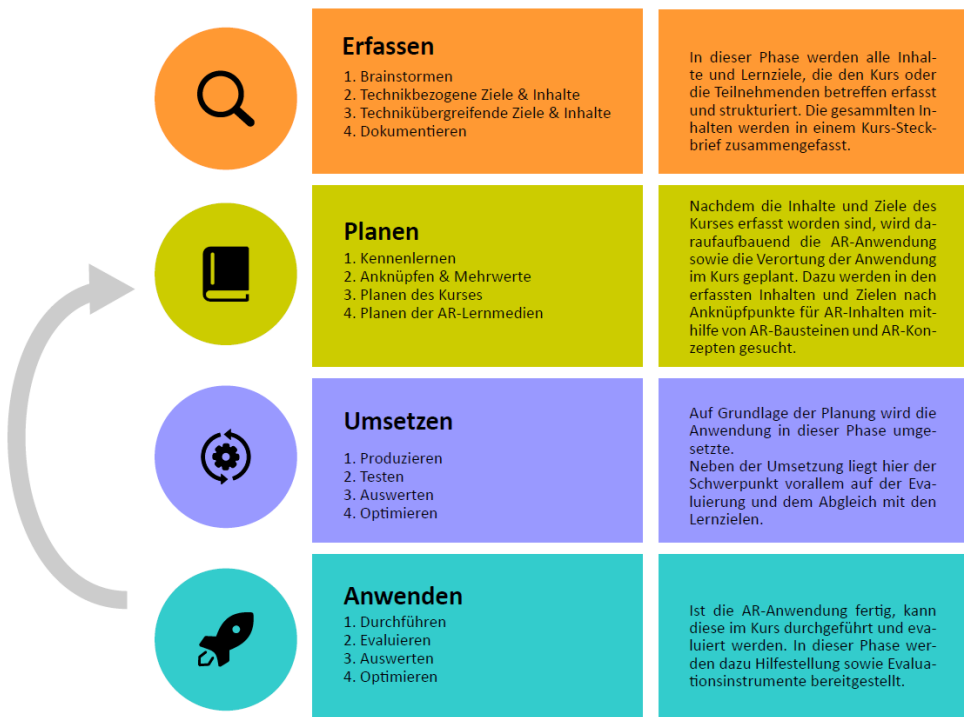 Erfassen
1. Brainstormen
2. Technikbezogene Ziele & Inhalte
3. Technikübergreifende Ziele & Inhalte
4. Dokumentieren
In dieser Phase werden alle Inhal-
te und Lernziele, die den Kurs oder
die Teilnehmenden betreffen erfasst
und strukturiert. Die gesammlten In-
halten werden in einem Kurs-Steck-
brief zusammengefasst.
Planen
1. Kennenlernen
2. Anknüpfen & Mehrwerte
3. Planen des Kurses
4. Planen der AR-Lernmedien
Nachdem die Inhalte und Ziele des
Kurses erfasst worden sind, wird da-
raufaufbauend die AR-Anwendung
sowie die Verortung der Anwendung
im Kurs geplant. Dazu werden in den
erfassten Inhalten und Zielen nach
Anknüpfpunkte für AR-Inhalten mit-
hilfe von AR-Bausteinen und AR-Kon-
zepten gesucht.
Umsetzen
1. Produzieren
2. Testen
3. Auswerten
4. Optimieren
Auf Grundlage der Planung wird die
Anwendung in dieser Phase umge-
setzte.
Neben der Umsetzung liegt hier der
Schwerpunkt vorallem auf der Eva-
luierung und dem Abgleich mit den
Lernzielen.
Anwenden
1. Durchführen
2. Evaluieren
3. Auswerten
4. Optimieren
Ist die AR-Anwendung fertig, kann
diese im Kurs durchgeführt und eva-
luiert werden. In dieser Phase wer-
den dazu Hilfestellung sowie Evalua-
tionsinstrumente bereitgestellt.